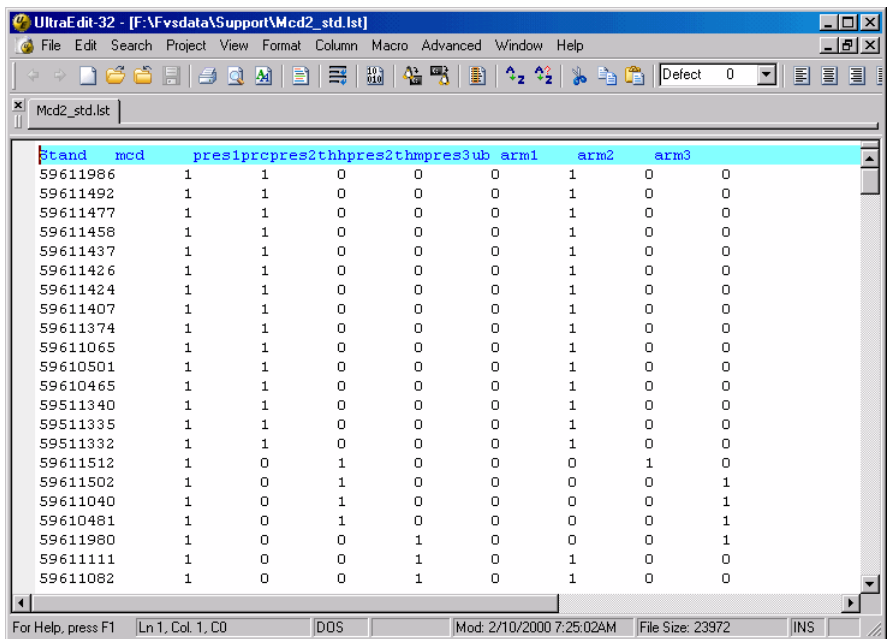 UltraEdit-32 - [F:\Fvsdata\Support\Mcd2_std.lst]
File Edit Search Project View Format Column Macro Advanced Window Help
Defect 0
Mcd2_std.lst
Stand mcd pres1prcpres2thhpres2thmpres3ub arm1 arm2 arm3
59611986 1 1 0 0 0 1 0 0
59611492 1 1 0 0 0 1 0 0
59611477 1 1 0 0 0 1 0 0
59611458 1 1 0 0 0 1 0 0
59611437 1 1 0 0 0 1 0 0
59611426 1 1 0 0 0 1 0 0
59611424 1 1 0 0 0 1 0 0
59611407 1 1 0 0 0 1 0 0
59611374 1 1 0 0 0 1 0 0
59611065 1 1 0 0 0 1 0 0
59610501 1 1 0 0 0 1 0 0
59610465 1 1 0 0 0 1 0 0
59511340 1 1 0 0 0 1 0 0
59511335 1 1 0 0 0 1 0 0
59511332 1 1 0 0 0 1 0 0
59611512 1 0 1 0 0 0 1 0
59611502 1 0 1 0 0 0 0 1
59611040 1 0 1 0 0 0 0 1
59610481 1 0 1 0 0 0 0 1
59611980 1 0 0 1 0 0 0 1
59611111 1 0 0 1 0 1 0 0
59611082 1 0 0 1 0 1 0 0
For Help, press F1 Ln 1, Col. 1, C0 DOS Mod: 2/10/2000 7:25:02AM File Size: 23972 INS